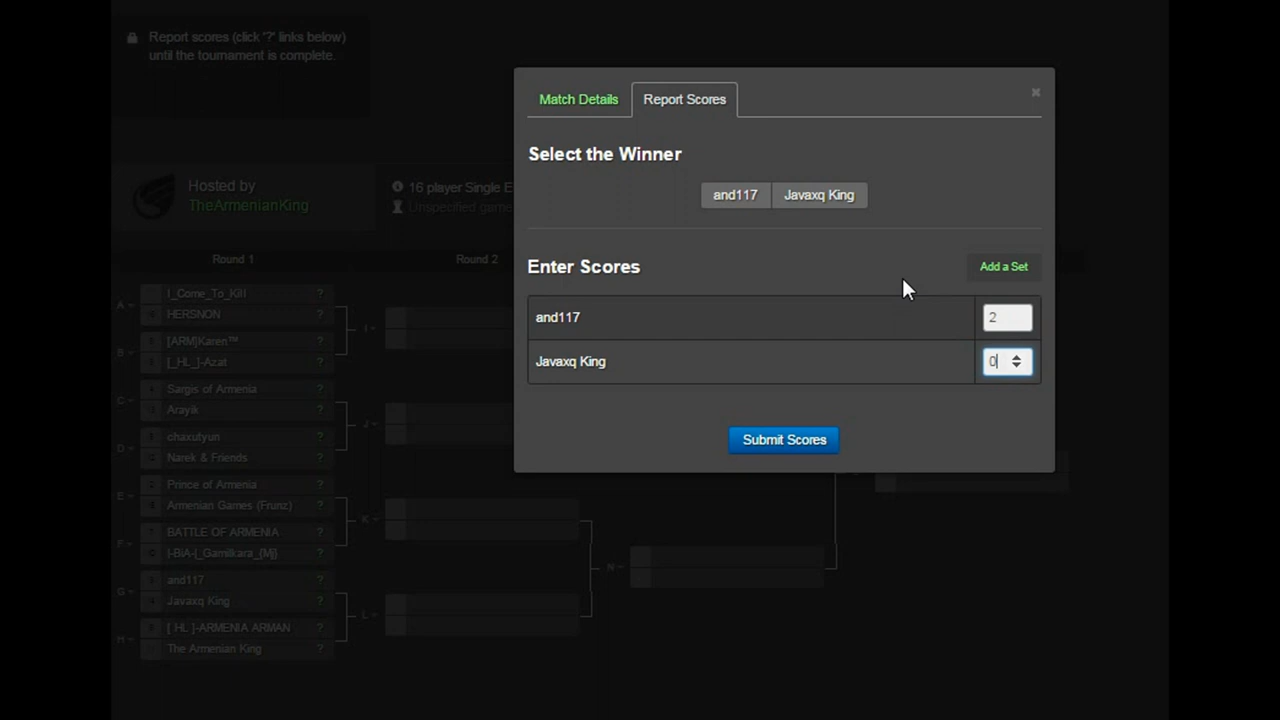 Report scores (click '?' links below)
until the tournament is complete.
Match Details
Report Scores
×
Select the Winner
and117
Javaxq King
Hosted by
TheArmenianKing
16 player Single E
Unspecified game
Enter Scores
Add a Set
and117
2
Javaxq King
0
Submit Scores
Round 1
Round 2
A
I_Come_To_Kill ?
HERSNON ?
I
B
[ARM]Karen™ ?
[_HL_]-Azat ?
C
Sargis of Armenia ?
Arayik ?
J
D
chaxutyun ?
Narek & Friends ?
E
Prince of Armenia ?
Armenian Games (Frunz) ?
K
F
BATTLE OF ARMENIA ?
|-BiA-|_Gamilkara_{Mj} ?
N
G
and117 ?
Javaxq King ?
L
H
[ HL ]-ARMENIA ARMAN ?
The Armenian King ?